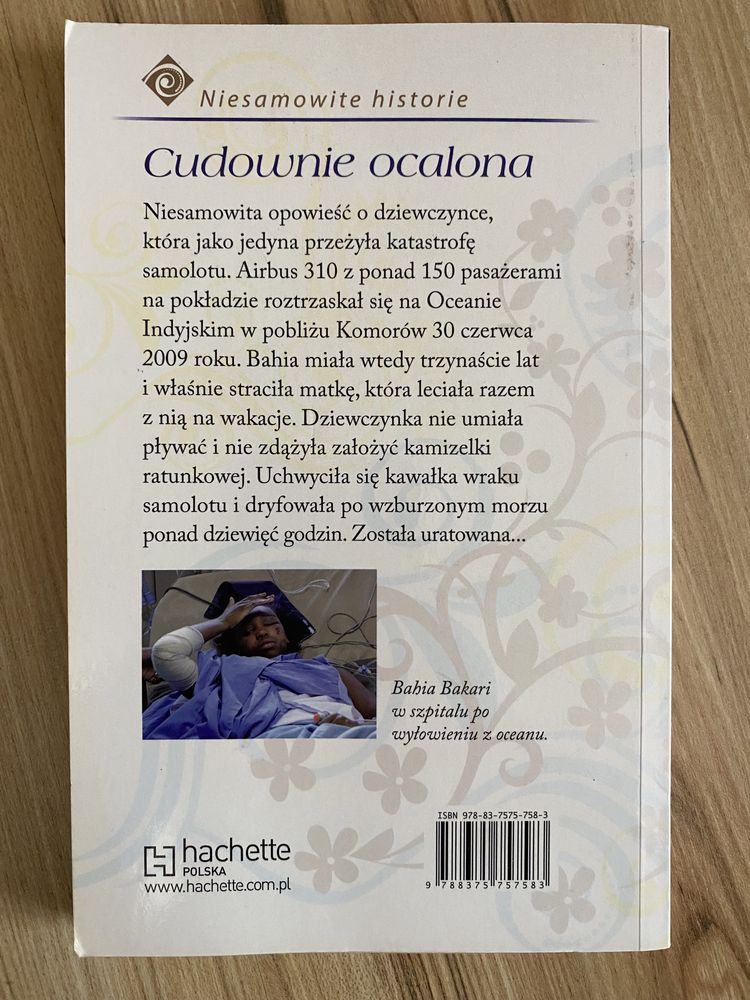 Niesamowite historie
Cudownie ocalona
Niesamowita opowieść o dziewczynce,
która jako jedyna przeżyła katastrofę
samolotu. Airbus 310 z ponad 150 pasażerami
na pokładzie roztrzaskał się na Oceanie
Indyjskim w pobliżu Komorów 30 czerwca
2009 roku. Bahia miała wtedy trzynaście lat
i właśnie straciła matkę, która leciała razem
z nią na wakacje. Dziewczynka nie umiała
pływać i nie zdążyła założyć kamizelki
ratunkowej. Uchwyciła się kawałka wraku
samolotu i dryfowała po wzburzonym morzu
ponad dziewięć godzin. Została uratowana...
Bahia Bakari
w szpitalu po
wyłowieniu z oceanu.
ISBN 978-83-7575-758-3
9 788375 757583
hachette
POLSKA
www.hachette.com.pl